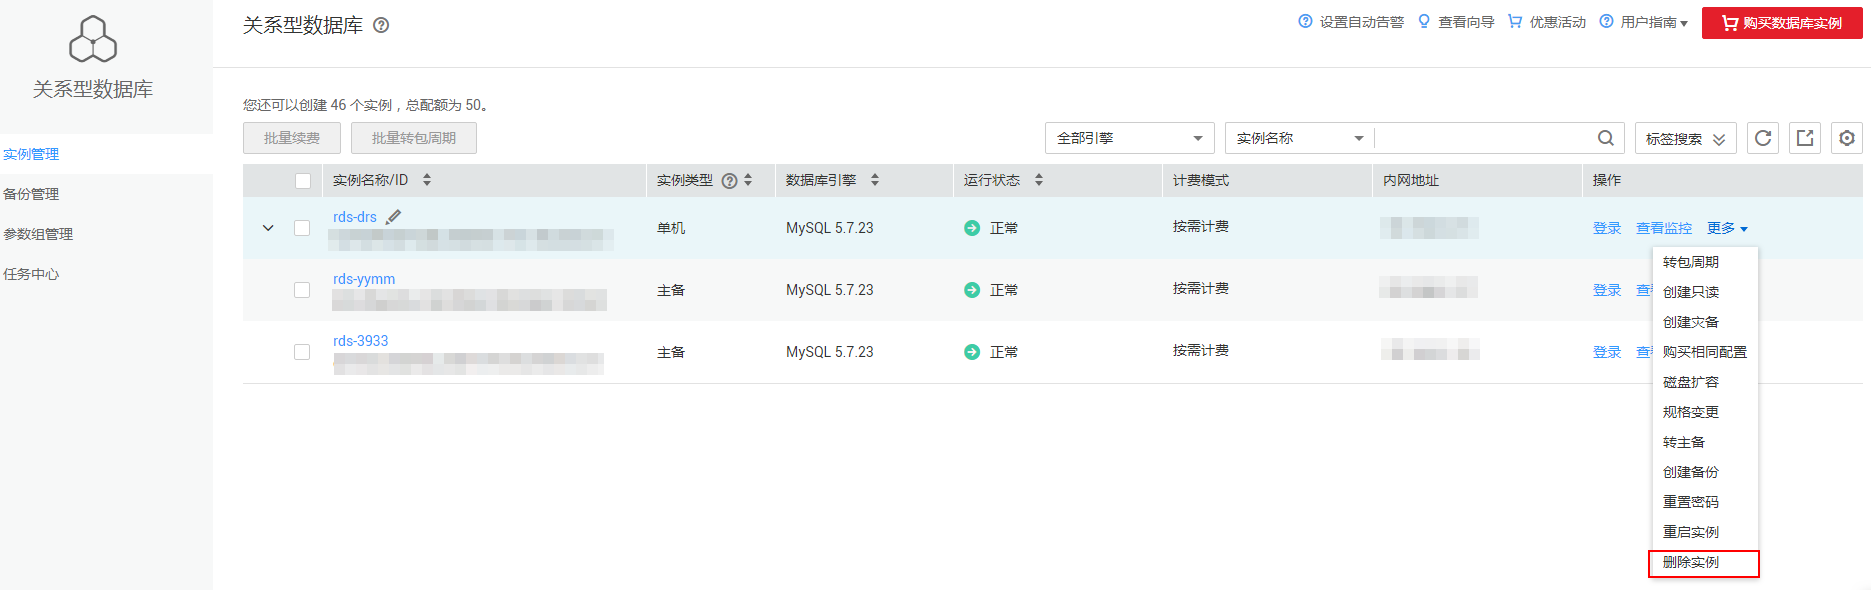 关系型数据库
实例管理
备份管理
参数组管理
任务中心
关系型数据库
设置自动告警 查看向导 优惠活动 用户指南 购买数据库实例
您还可以创建 46 个实例，总配额为 50。
批量续费 批量转包周期 全部引擎 实例名称 标签搜索
实例名称/ID 实例类型 数据库引擎 运行状态 计费模式 内网地址 操作
rds-drs 单机 MySQL 5.7.23 正常 按需计费 登录 查看监控 更多
rds-yymm 主备 MySQL 5.7.23 正常 按需计费 登录 查
rds-3933 主备 MySQL 5.7.23 正常 按需计费 登录 查
转包周期
创建只读
创建灾备
购买相同配置
磁盘扩容
规格变更
转主备
创建备份
重置密码
重启实例
删除实例